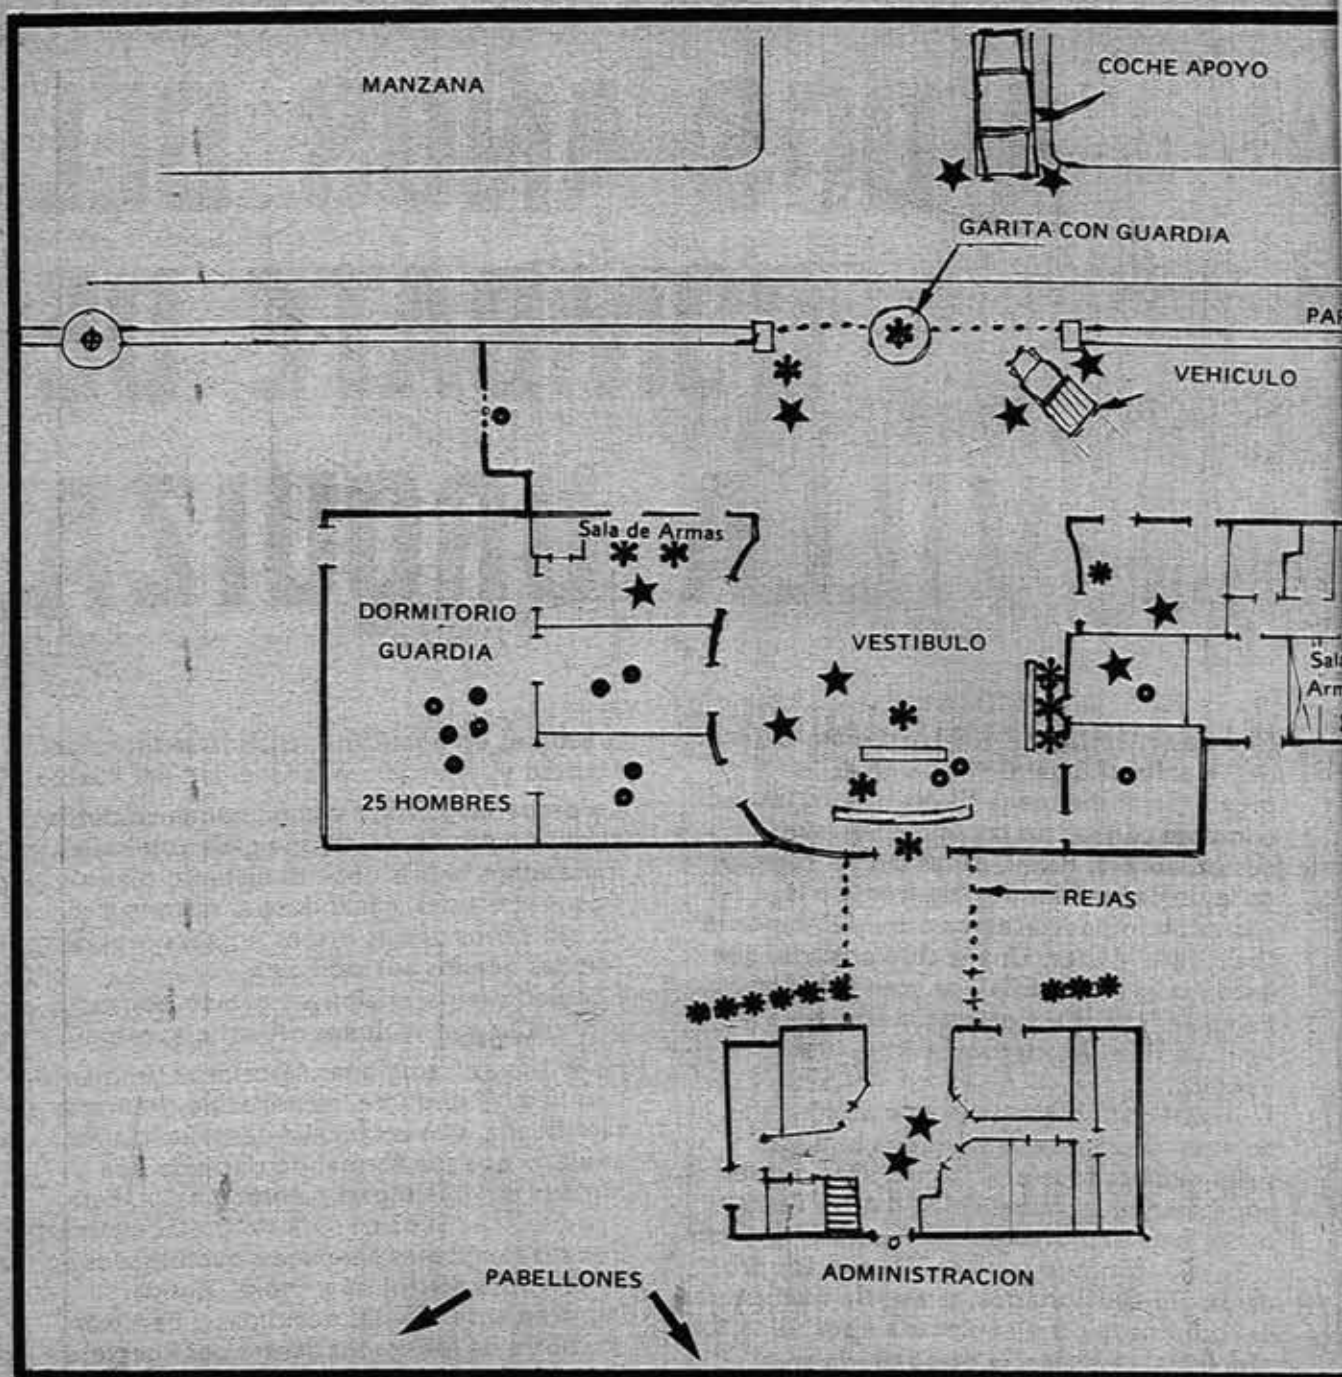 MANZANA
COCHE APOYO
GARITA CON GUARDIA
VEHICULO
Sala de Armas
DORMITORIO
GUARDIA
25 HOMBRES
VESTIBULO
REJAS
ADMINISTRACION
PABELLONES